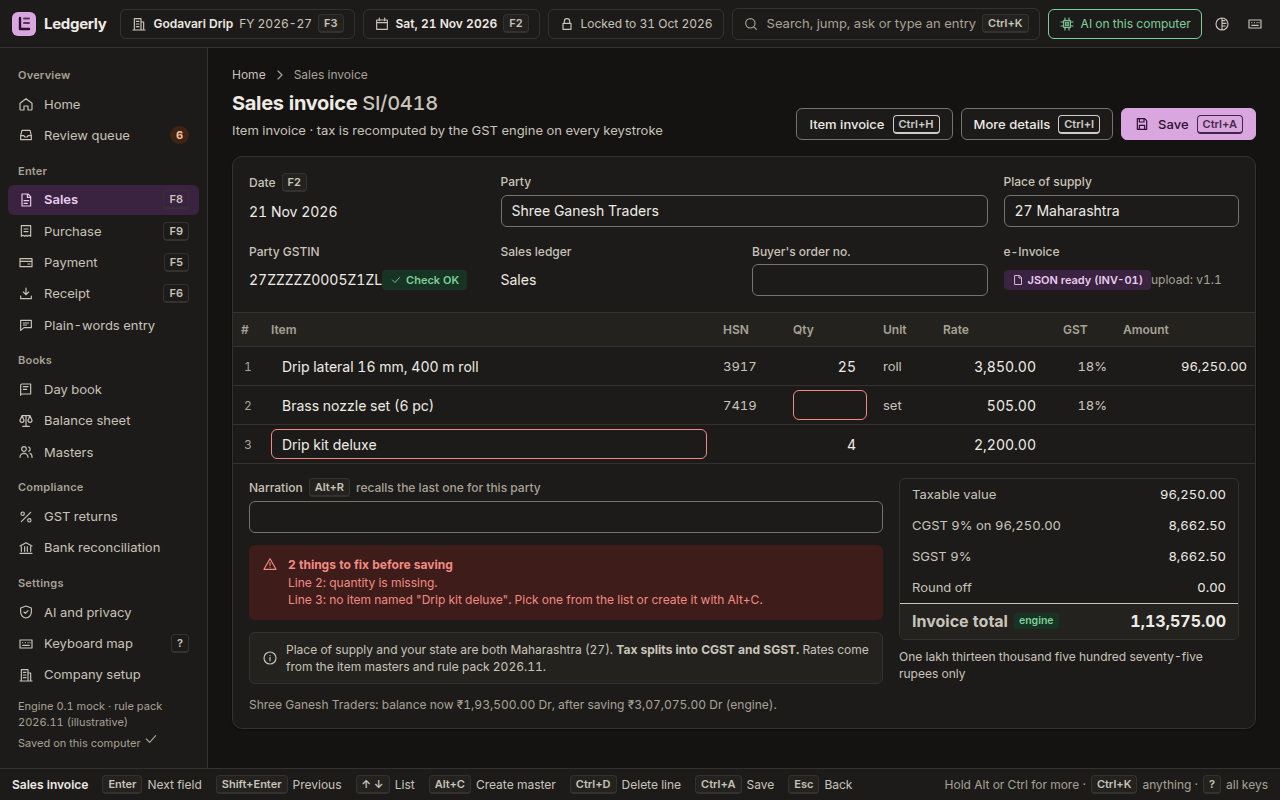 Ledgerly
Godavari Drip FY 2026-27 F3
Sat, 21 Nov 2026 F2
Locked to 31 Oct 2026
Search, jump, ask or type an entry Ctrl+K
AI on this computer
Overview
Home
Review queue 6
Enter
Sales F8
Purchase F9
Payment F5
Receipt F6
Plain-words entry
Books
Day book
Balance sheet
Masters
Compliance
GST returns
Bank reconciliation
Settings
AI and privacy
Keyboard map ?
Company setup
Engine 0.1 mock · rule pack
2026.11 (illustrative)
Saved on this computer
Home Sales invoice
Sales invoice SI/0418
Item invoice · tax is recomputed by the GST engine on every keystroke
Item invoice Ctrl+H
More details Ctrl+I
Save Ctrl+A
Date F2
21 Nov 2026
Party
Shree Ganesh Traders
Place of supply
27 Maharashtra
Party GSTIN
27ZZZZZ0005Z1ZL Check OK
Sales ledger
Sales
Buyer's order no.
e-Invoice
JSON ready (INV-01) upload: v1.1
# Item HSN Qty Unit Rate GST Amount
1 Drip lateral 16 mm, 400 m roll 3917 25 roll 3,850.00 18% 96,250.00
2 Brass nozzle set (6 pc) 7419 set 505.00 18%
3 Drip kit deluxe 4 2,200.00
Narration Alt+R recalls the last one for this party
2 things to fix before saving
Line 2: quantity is missing.
Line 3: no item named "Drip kit deluxe". Pick one from the list or create it with Alt+C.
Place of supply and your state are both Maharashtra (27). Tax splits into CGST and SGST. Rates come
from the item masters and rule pack 2026.11.
Shree Ganesh Traders: balance now ₹1,93,500.00 Dr, after saving ₹3,07,075.00 Dr (engine).
Taxable value 96,250.00
CGST 9% on 96,250.00 8,662.50
SGST 9% 8,662.50
Round off 0.00
Invoice total engine 1,13,575.00
One lakh thirteen thousand five hundred seventy-five
rupees only
Sales invoice Enter Next field Shift+Enter Previous ↑↓ List Alt+C Create master Ctrl+D Delete line Ctrl+A Save Esc Back Hold Alt or Ctrl for more · Ctrl+K anything · ? all keys